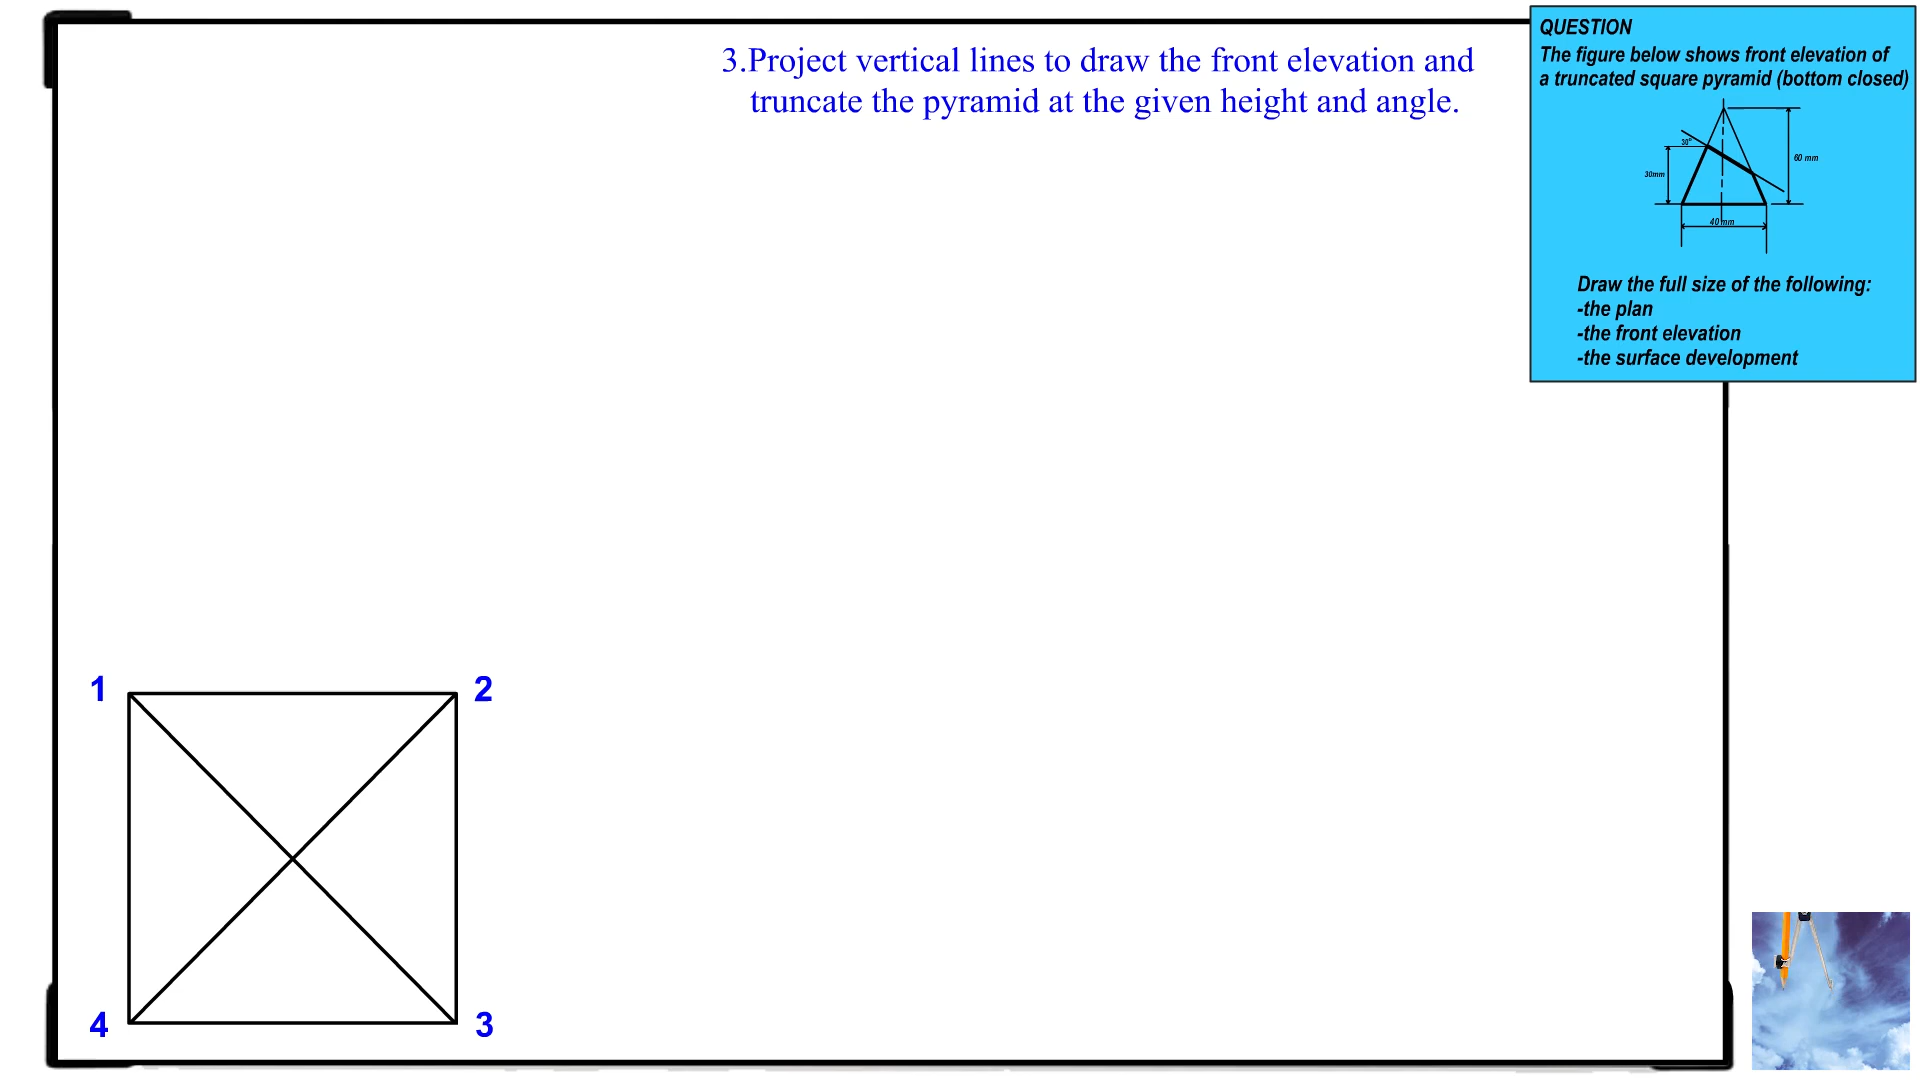 3.Project vertical lines to draw the front elevation and
truncate the pyramid at the given height and angle.
QUESTION
The figure below shows front elevation of
a truncated square pyramid (bottom closed)
30°
60 mm
30mm
40 mm
Draw the full size of the following:
-the plan
-the front elevation
-the surface development
1
2
4
3